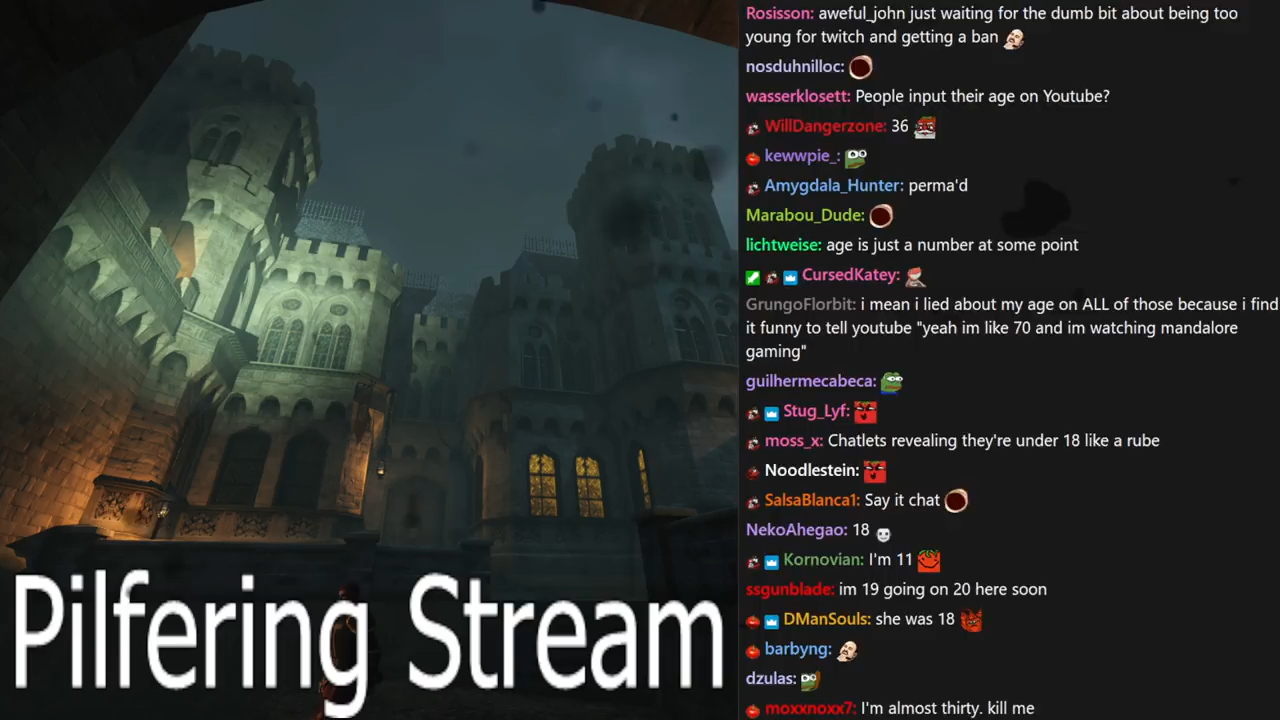 Rosisson: aweful_john just waiting for the dumb bit about being too
young for twitch and getting a ban
nosduhnilloc:
wasserklosett: People input their age on Youtube?
WillDangerzone: 36
kewwpie_:
Amygdala_Hunter: perma'd
Marabou_Dude:
lichtweise: age is just a number at some point
CursedKatey:
GrungoFlorbit: i mean i lied about my age on ALL of those because i find
it funny to tell youtube "yeah im like 70 and im watching mandalore
gaming"
guilhermecabeca:
Stug_Lyf:
moss_x: Chatlets revealing they're under 18 like a rube
Noodlestein:
SalsaBlanca1: Say it chat
NekoAhegao: 18
Kornovian: I'm 11
ssgunblade: im 19 going on 20 here soon
DManSouls: she was 18
barbyng:
dzulas:
moxxnoxx7: I'm almost thirty. kill me
Pilfering Stream